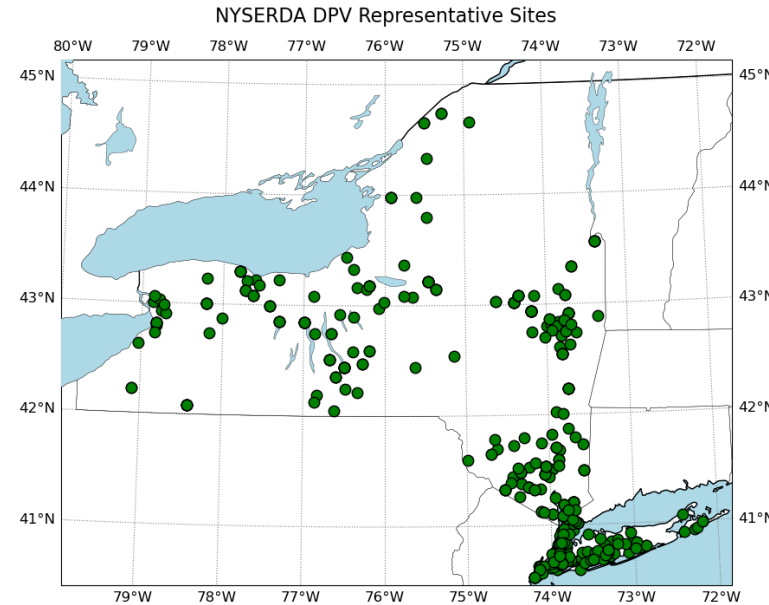 NYSERDA DPV Representative Sites
80°W 79°W 78°W 77°W 76°W 75°W 74°W 73°W 72°W
45°N 45°N
44°N 44°N
43°N 43°N
42°N 42°N
41°N 41°N
79°W 78°W 77°W 76°W 75°W 74°W 73°W 72°W